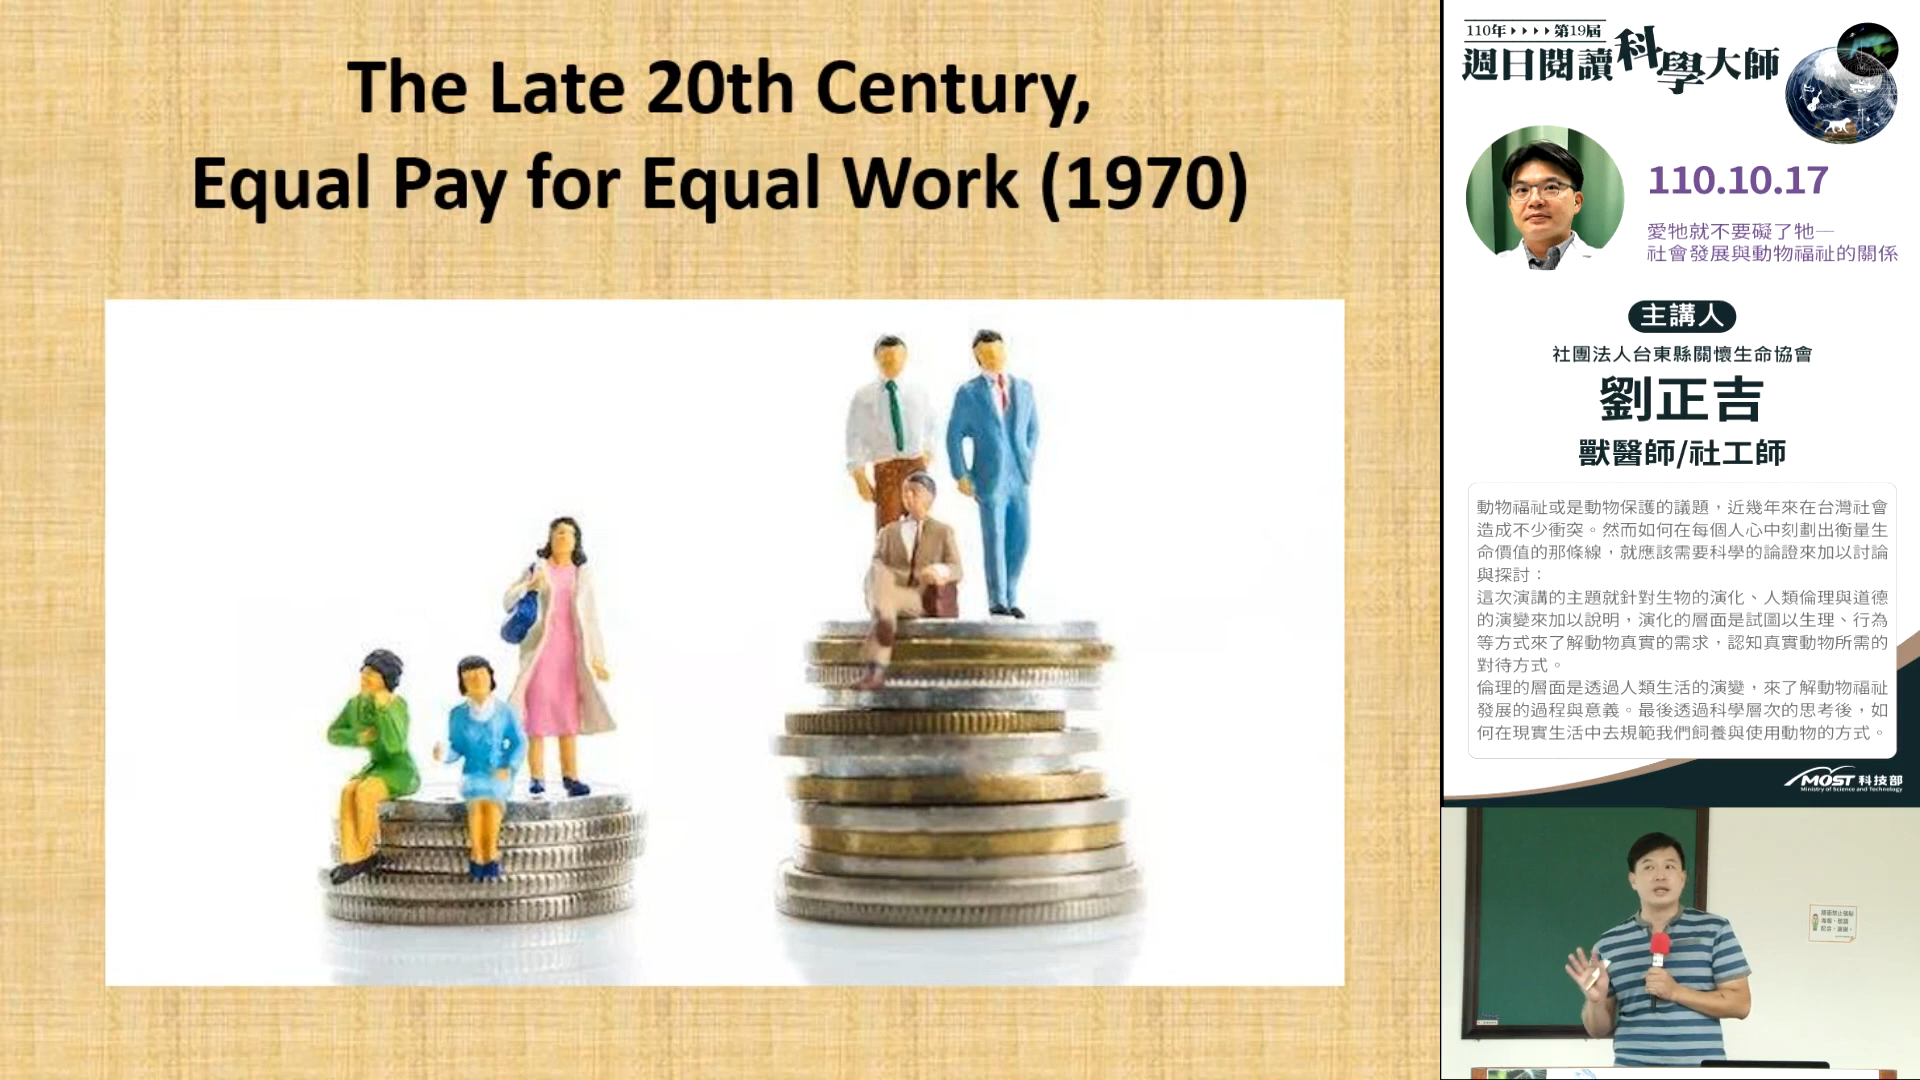 The Late 20th Century,
Equal Pay for Equal Work (1970)
110年 第19屆
週日閱讀科學大師
110.10.17
愛牠就不要礙了牠—
社會發展與動物福祉的關係
主講人
社團法人台東縣關懷生命協會
劉正吉
獸醫師/社工師
動物福祉或是動物保護的議題，近幾年來在台灣社會
造成不少衝突。然而如何在每個人心中刻劃出衡量生
命價值的那條線，就應該需要科學的論證來加以討論
與探討：
這次演講的主題就針對生物的演化、人類倫理與道德
的演變來加以說明，演化的層面是試圖以生理、行為
等方式來了解動物真實的需求，認知真實動物所需的
對待方式。
倫理的層面是透過人類生活的演變，來了解動物福祉
發展的過程與意義。最後透過科學層次的思考後，如
何在現實生活中去規範我們飼養與使用動物的方式。
MOST 科技部
Ministry of Science and Technology